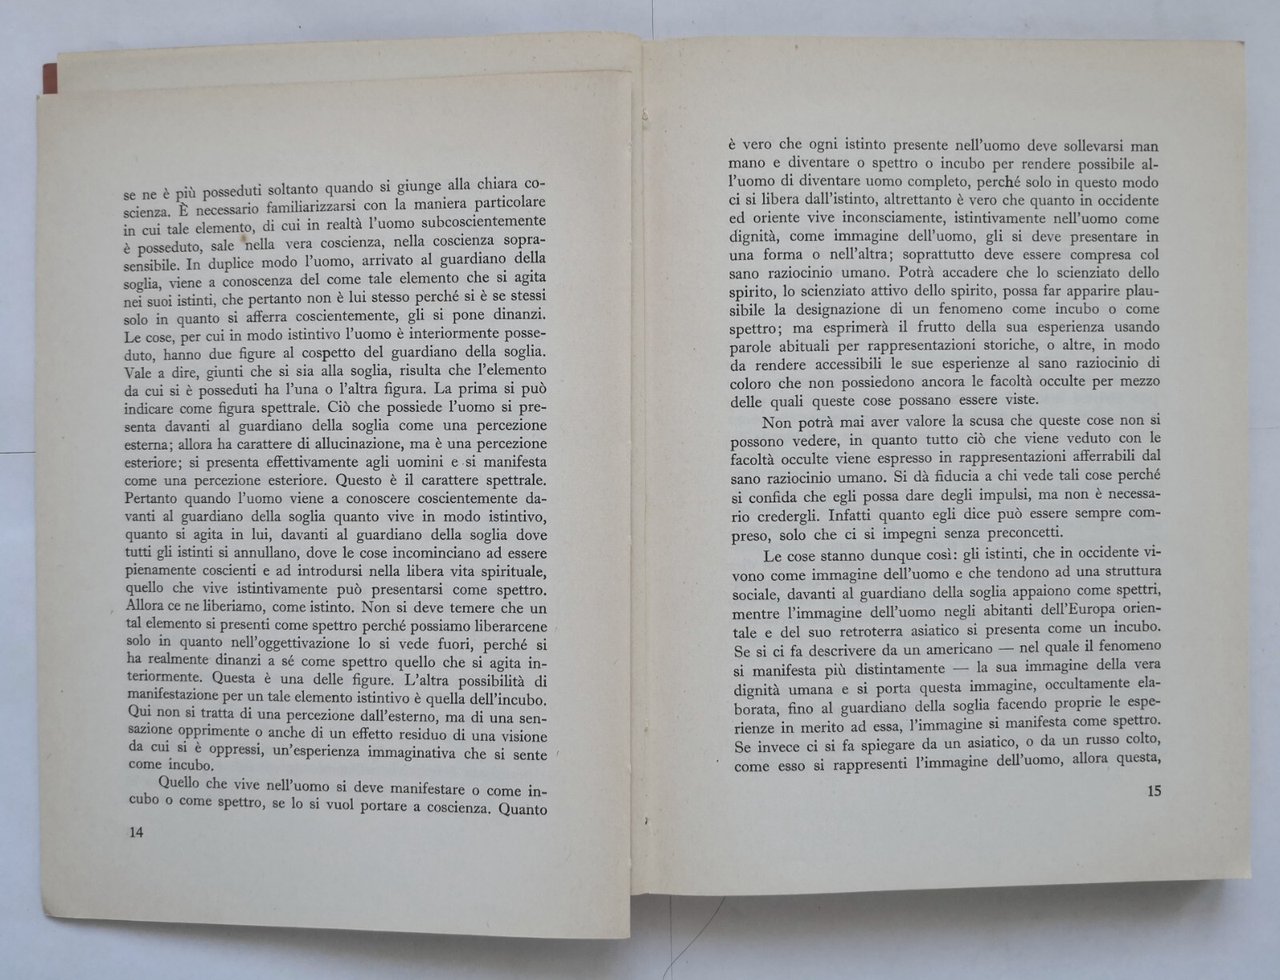 se ne è più posseduti soltanto quando si giunge alla chiara co-
scienza. È necessario familiarizzarsi con la maniera particolare
in cui tale elemento, di cui in realtà l'uomo subcoscientemente
è posseduto, sale nella vera coscienza, nella coscienza sopra-
sensibile. In duplice modo l'uomo, arrivato al guardiano della
soglia, viene a conoscenza del come tale elemento che si agita
nei suoi istinti, che pertanto non è lui stesso perché si è se stessi
solo in quanto si afferra coscientemente, gli si pone dinanzi.
Le cose, per cui in modo istintivo l'uomo è interiormente posse-
duto, hanno due figure al cospetto del guardiano della soglia.
Vale a dire, giunti che si sia alla soglia, risulta che l'elemento
da cui si è posseduti ha l'una o l'altra figura. La prima si può
indicare come figura spettrale. Ciò che possiede l'uomo si pre-
senta davanti al guardiano della soglia come una percezione
esterna; allora ha carattere di allucinazione, ma è una percezione
esteriore; si presenta effettivamente agli uomini e si manifesta
come una percezione esteriore. Questo è il carattere spettrale.
Pertanto quando l'uomo viene a conoscere coscientemente da-
vanti al guardiano della soglia quanto vive in modo istintivo,
quanto si agita in lui, davanti al guardiano della soglia dove
tutti gli istinti si annullano, dove le cose incominciano ad essere
pienamente coscienti e ad introdursi nella libera vita spirituale,
quello che vive istintivamente può presentarsi come spettro.
Allora ce ne liberiamo, come istinto. Non si deve temere che un
tal elemento si presenti come spettro perché possiamo liberarcene
solo in quanto nell'oggettivazione lo si vede fuori, perché si
ha realmente dinanzi a sé come spettro quello che si agita in-
teriormente. Questa è una delle figure. L'altra possibilità di
manifestazione per un tale elemento istintivo è quella dell'incubo.
Qui non si tratta di una percezione dall'esterno, ma di una sen-
sazione opprimente o anche di un effetto residuo di una visione
da cui si è oppressi, un'esperienza immaginativa che si sente
come incubo.
Quello che vive nell'uomo si deve manifestare o come in-
cubo o come spettro, se lo si vuol portare a coscienza. Quanto
14
è vero che ogni istinto presente nell'uomo deve sollevarsi man
mano e diventare o spettro o incubo per rendere possibile al-
l'uomo di diventare uomo completo, perché solo in questo modo
ci si libera dall'istinto, altrettanto è vero che quanto in occidente
ed oriente vive inconsciamente, istintivamente nell'uomo come
dignità, come immagine dell'uomo, gli si deve presentare in
una forma o nell'altra; soprattutto deve essere compresa col
sano raziocinio umano. Potrà accadere che lo scienziato dello
spirito, lo scienziato attivo dello spirito, possa far apparire plau-
sibile la designazione di un fenomeno come incubo o come
spettro; ma esprimerà il frutto della sua esperienza usando
parole abituali per rappresentazioni storiche, o altre, in modo
da rendere accessibili le sue esperienze al sano raziocinio di
coloro che non possiedono ancora le facoltà occulte per mezzo
delle quali queste cose possano essere viste.
Non potrà mai aver valore la scusa che queste cose non si
possono vedere, in quanto tutto ciò che viene veduto con le
facoltà occulte viene espresso in rappresentazioni afferrabili dal
sano raziocinio umano. Si dà fiducia a chi vede tali cose perché
si confida che egli possa dare degli impulsi, ma non è necessa-
rio credergli. Infatti quanto egli dice può essere sempre com-
preso, solo che ci si impegni senza preconcetti.
Le cose stanno dunque così: gli istinti, che in occidente vi-
vono come immagine dell'uomo e che tendono ad una struttura
sociale, davanti al guardiano della soglia appaiono come spettri,
mentre l'immagine dell'uomo negli abitanti dell'Europa orien-
tale e del suo retroterra asiatico si presenta come un incubo.
Se si ci fa descrivere da un americano — nel quale il fenomeno
si manifesta più distintamente — la sua immagine della vera
dignità umana e si porta questa immagine, occultamente ela-
borata, fino al guardiano della soglia facendo proprie le espe-
rienze in merito ad essa, l'immagine si manifesta come spettro.
Se invece ci si fa spiegare da un asiatico, o da un russo colto,
come esso si rappresenti l'immagine dell'uomo, allora questa,
15